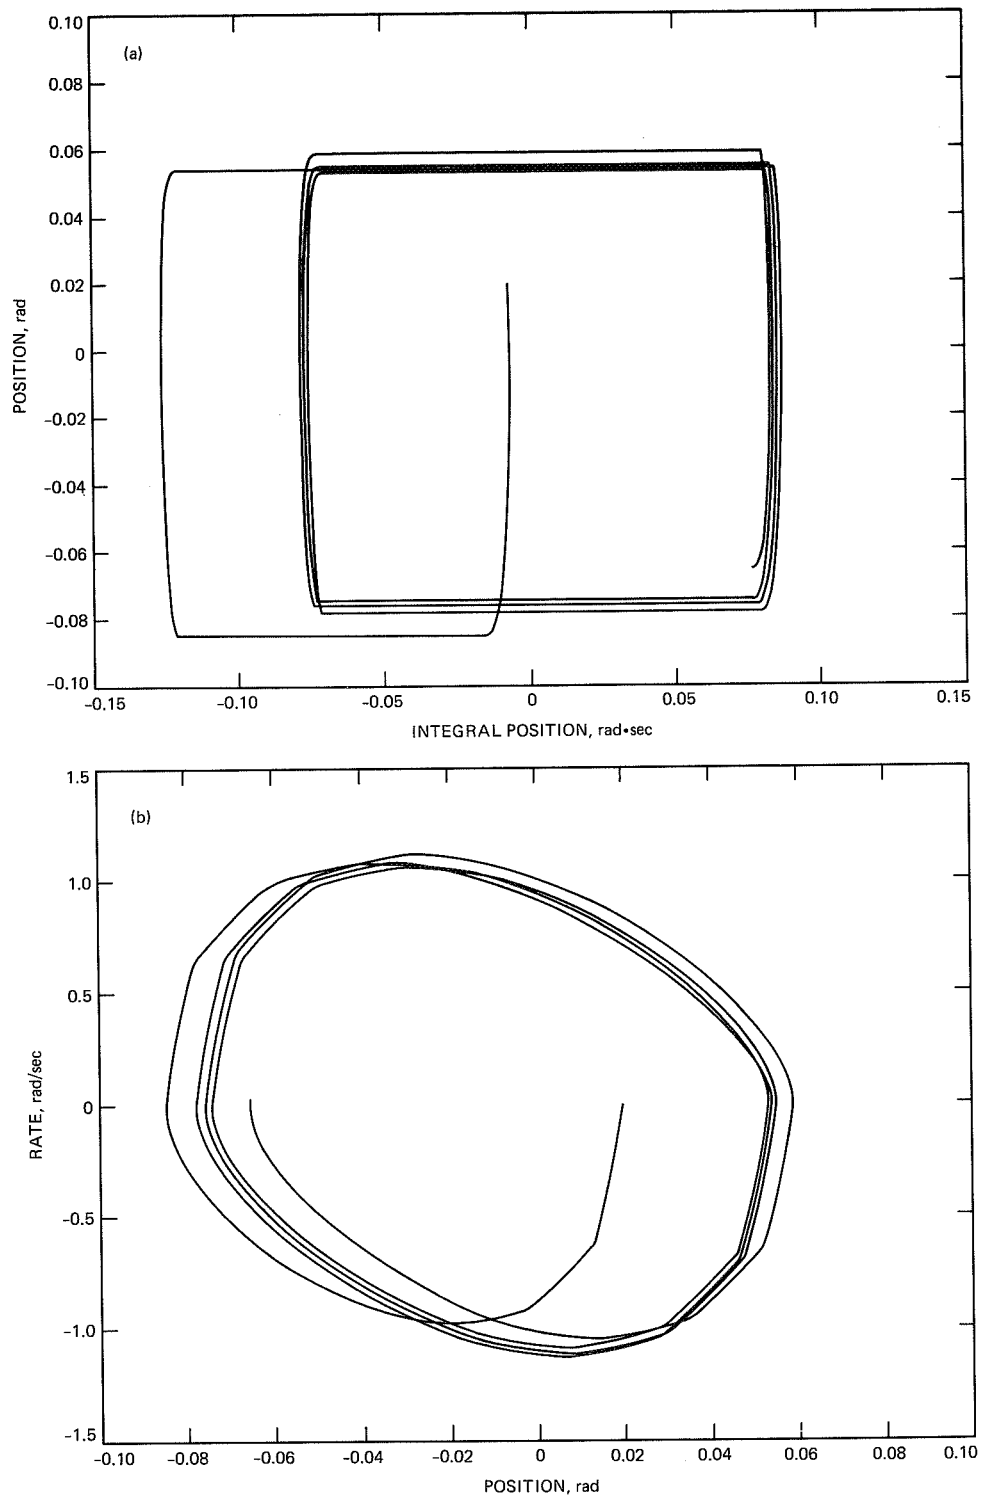 0.10
(a)
0.08
0.06
0.04
0.02
0
-0.02
-0.04
-0.06
-0.08
-0.10
POSITION, rad
-0.15 -0.10 -0.05 0 0.05 0.10 0.15
INTEGRAL POSITION, rad•sec
1.5
(b)
1.0
0.5
0
-0.5
-1.0
-1.5
RATE, rad/sec
-0.10 -0.08 -0.06 -0.04 -0.02 0 0.02 0.04 0.06 0.08 0.10
POSITION, rad